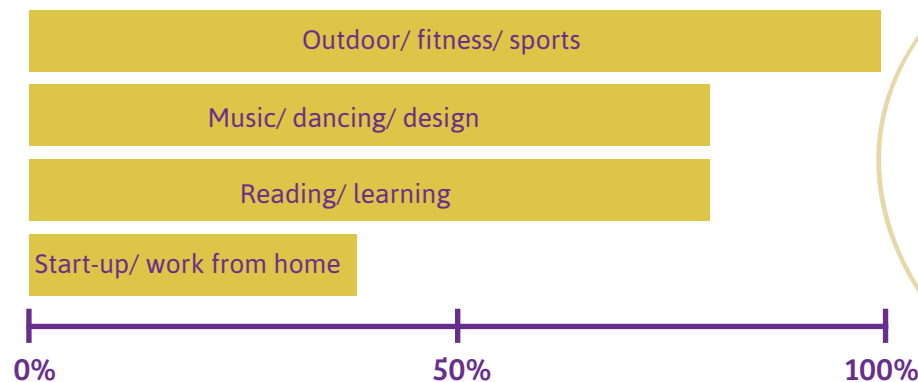 Outdoor/ fitness/ sports
Music/ dancing/ design
Reading/ learning
Start-up/ work from home
0% 50% 100%